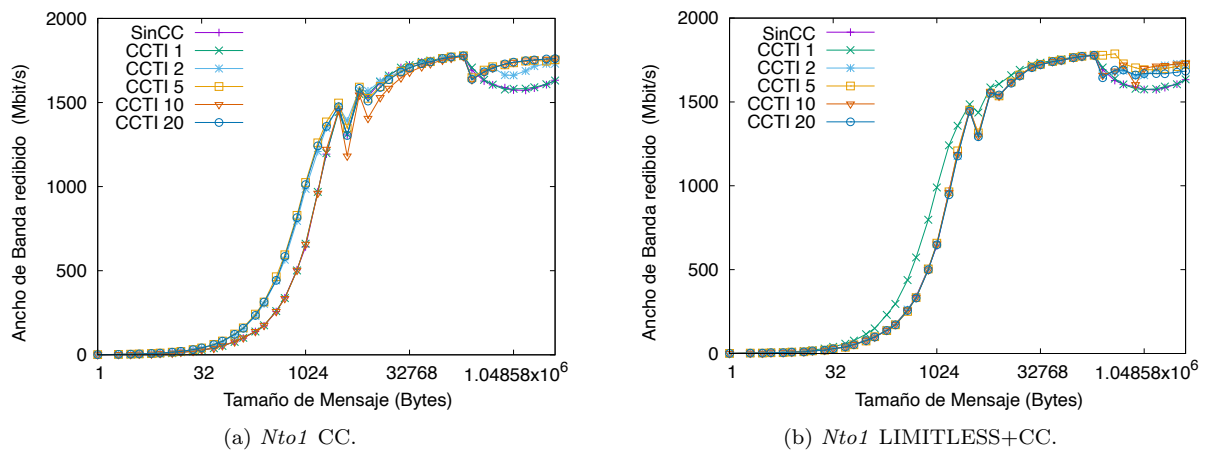 2000
1500
1000
500
0
Ancho de Banda redibido (Mbit/s)
SinCC
CCTI 1
CCTI 2
CCTI 5
CCTI 10
CCTI 20
1 32 1024 32768 1.04858x10^6
Tamaño de Mensaje (Bytes)
(a) Nto1 CC.
2000
1500
1000
500
0
Ancho de Banda redibido (Mbit/s)
SinCC
CCTI 1
CCTI 2
CCTI 5
CCTI 10
CCTI 20
1 32 1024 32768 1.04858x10^6
Tamaño de Mensaje (Bytes)
(b) Nto1 LIMITLESS+CC.